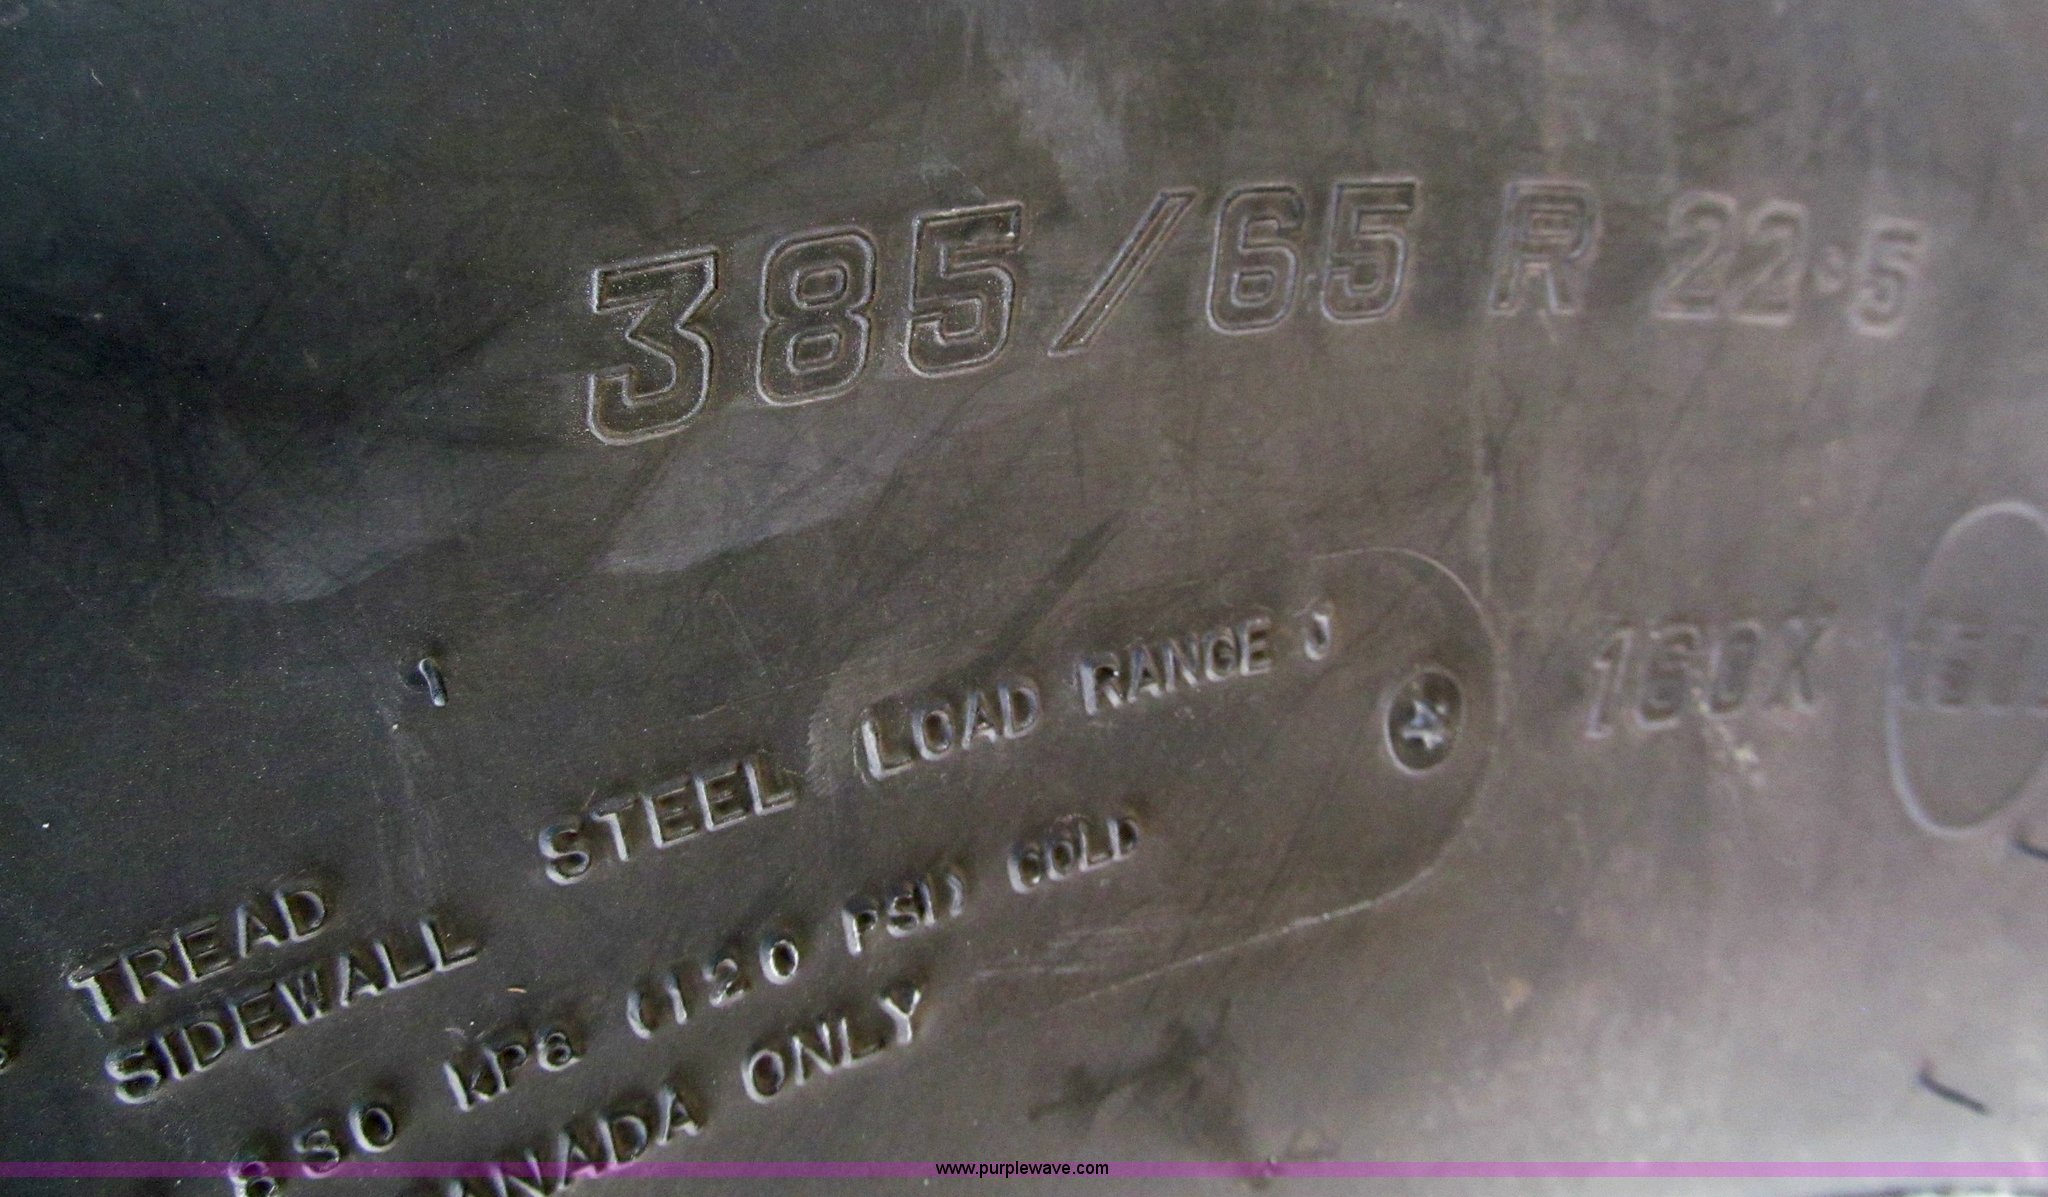 385/65 R 22.5
STEEL LOAD RANGE J
160K
TREAD
SIDEWALL
830 kPa (120 PSI) COLD
CANADA ONLY
www.purplewave.com